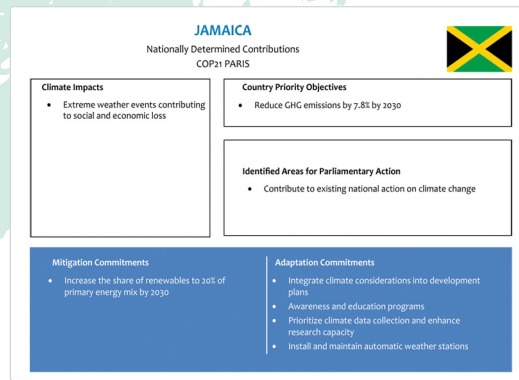 JAMAICA
Nationally Determined Contributions
COP21 PARIS
Climate Impacts
• Extreme weather events contributing
to social and economic loss
Country Priority Objectives
• Reduce GHG emissions by 7.8% by 2030
Identified Areas for Parliamentary Action
• Contribute to existing national action on climate change
Mitigation Commitments
• Increase the share of renewables to 20% of
primary energy mix by 2030
Adaptation Commitments
• Integrate climate considerations into development
plans
• Awareness and education programs
• Prioritize climate data collection and enhance
research capacity
• Install and maintain automatic weather stations